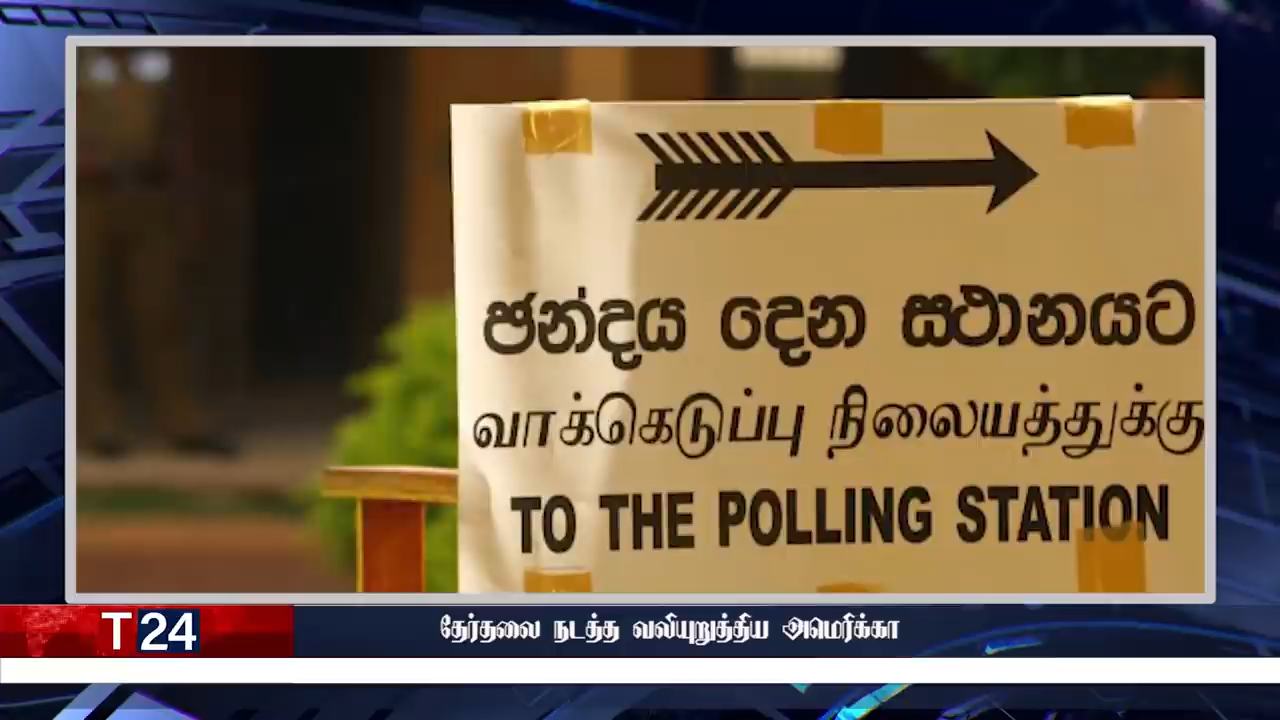 ඡන්දය දෙන ස්ථානයට
வாக்கெடுப்பு நிலையத்துக்கு
TO THE POLLING STATION
T24
தேர்தலை நடத்த வலியுறுத்திய அமெரிக்கா